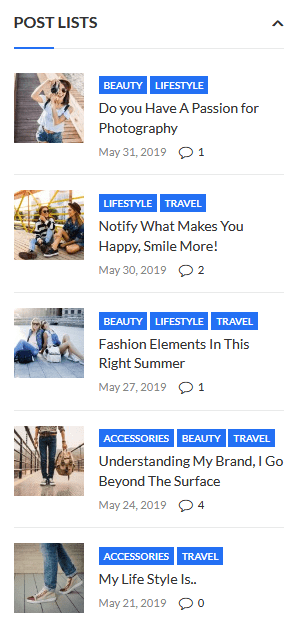 POST LISTS
BEAUTY LIFESTYLE
Do you Have A Passion for
Photography
May 31, 2019 1
LIFESTYLE TRAVEL
Notify What Makes You
Happy, Smile More!
May 30, 2019 2
BEAUTY LIFESTYLE TRAVEL
Fashion Elements In This
Right Summer
May 27, 2019 1
ACCESSORIES BEAUTY TRAVEL
Understanding My Brand, I Go
Beyond The Surface
May 24, 2019 4
ACCESSORIES TRAVEL
My Life Style Is..
May 21, 2019 0